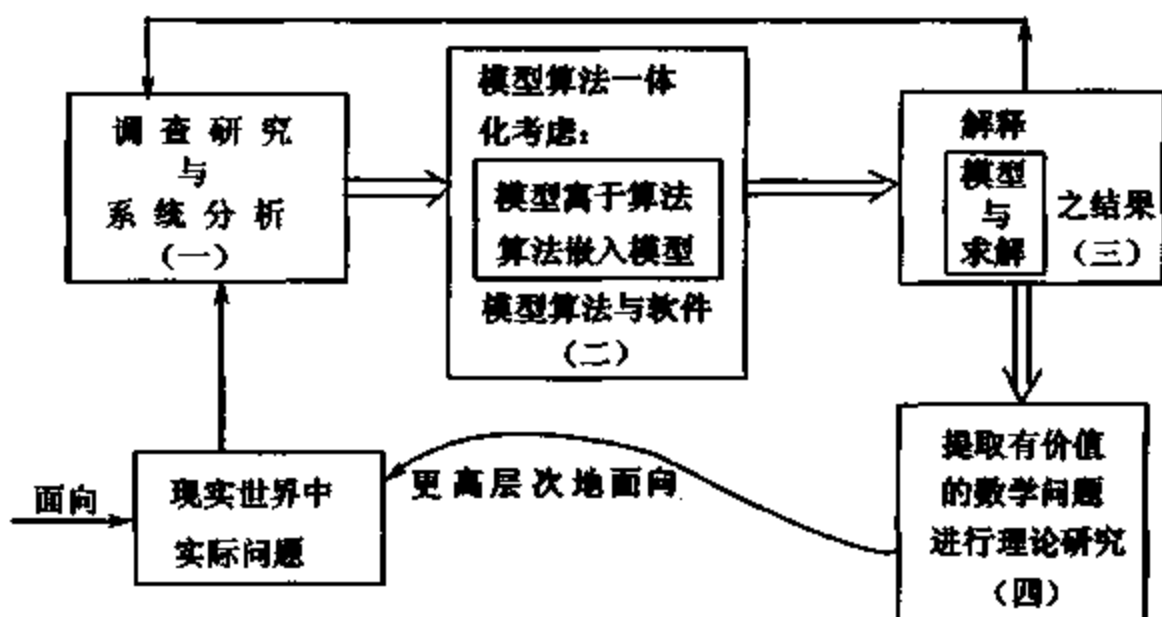 调查研究
与
系统分析
(一)
模型算法一体
化考虑:
模型寓于算法
算法嵌入模型
模型算法与软件
(二)
解释
模型
与
求解
之结果
(三)
面向
现实世界中
实际问题
更高层次地面向
提取有价值
的数学问题
进行理论研究
(四)